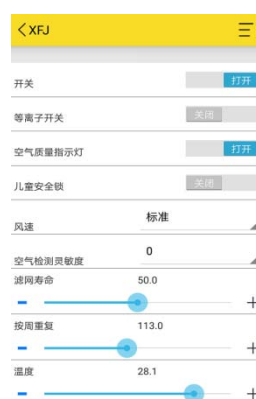 XFJ
开关 打开
等离子开关 关闭
空气质量指示灯 打开
儿童安全锁 关闭
风速 标准
空气检测灵敏度 0
滤网寿命 50.0
按周重复 113.0
温度 28.1